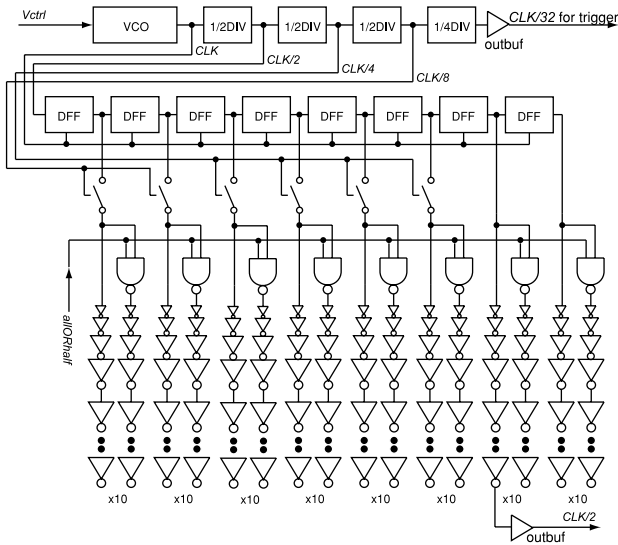 Vctrl
VCO
1/2DIV
1/2DIV
1/2DIV
1/4DIV
CLK/32 for trigger
outbuf
CLK
CLK/2
CLK/4
CLK/8
DFF
DFF
DFF
DFF
DFF
DFF
DFF
DFF
allORhalf
x10
x10
x10
x10
x10
x10
x10
x10
CLK/2
outbuf